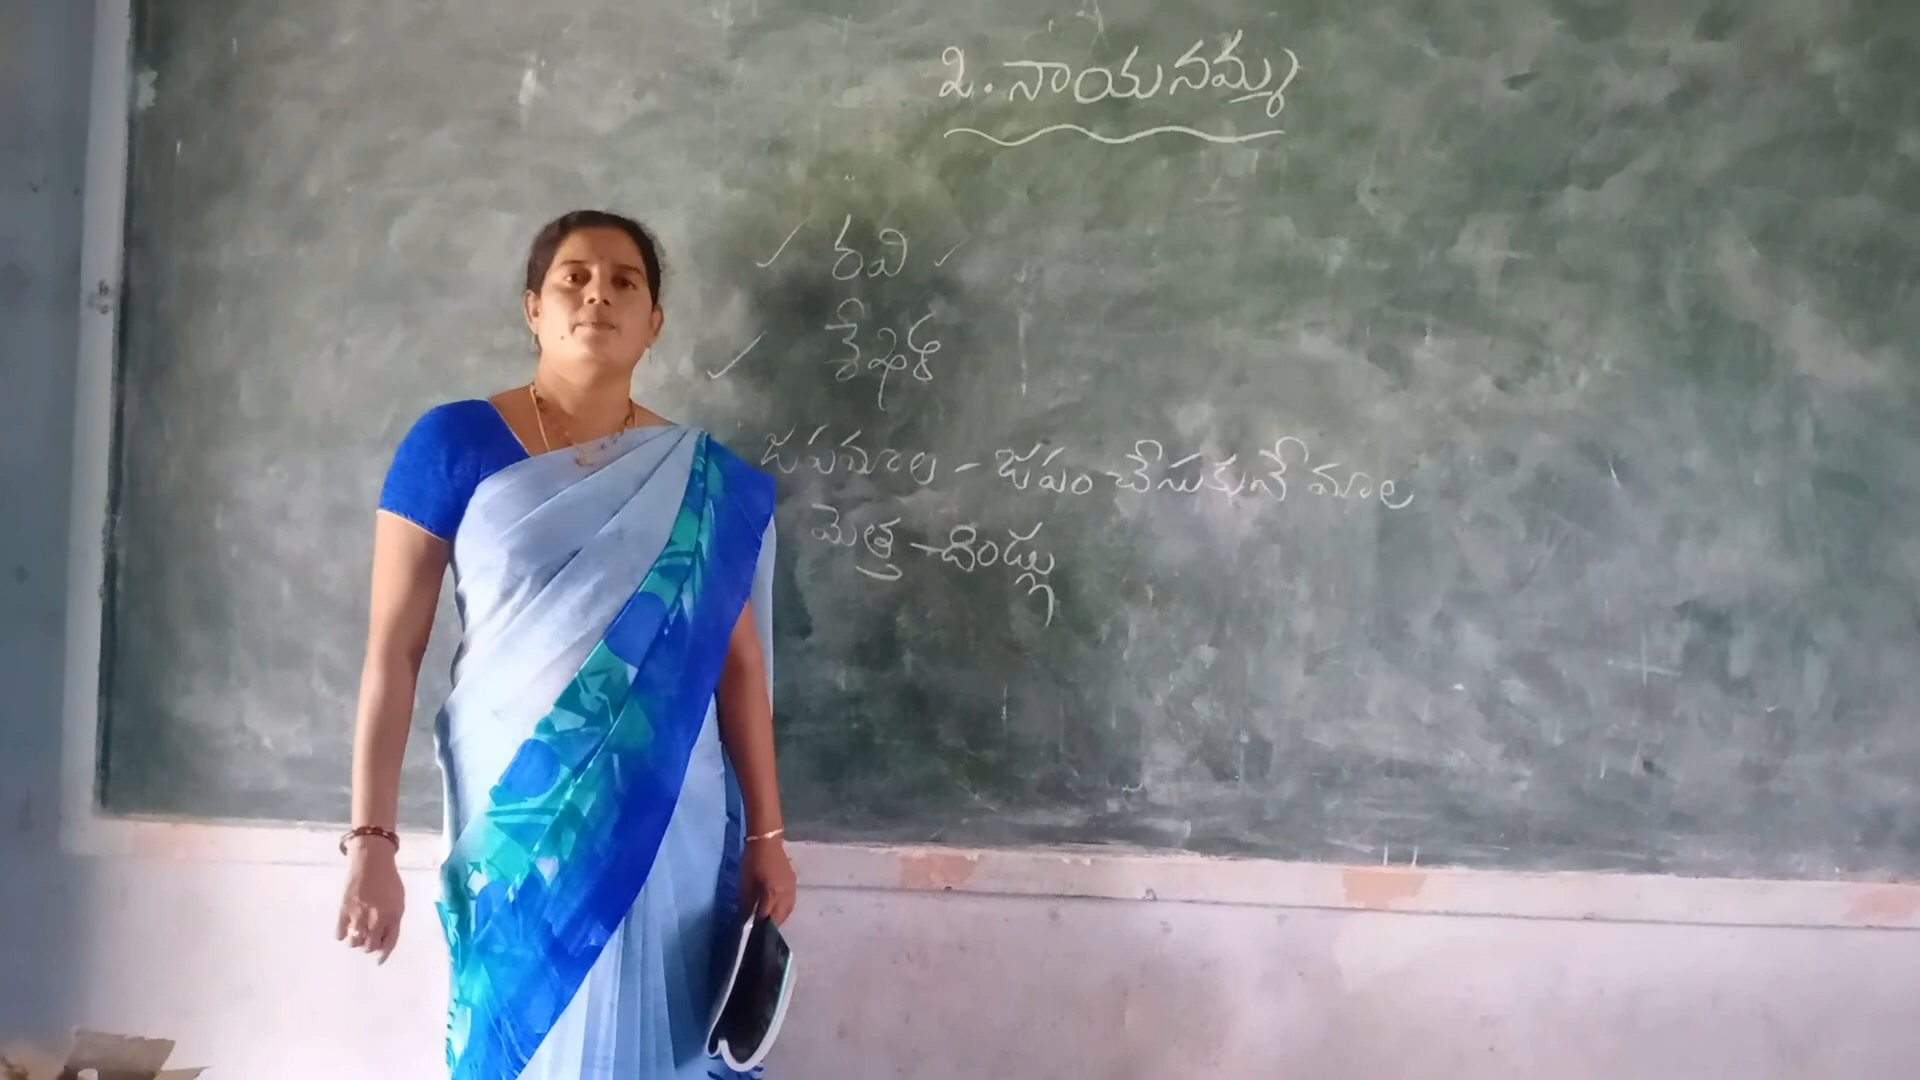 2. నాయనమ్మ
రవి
శేఖర్
జపమాల - జపం చేసుకునే మాల
మెత్త - దిండ్లు